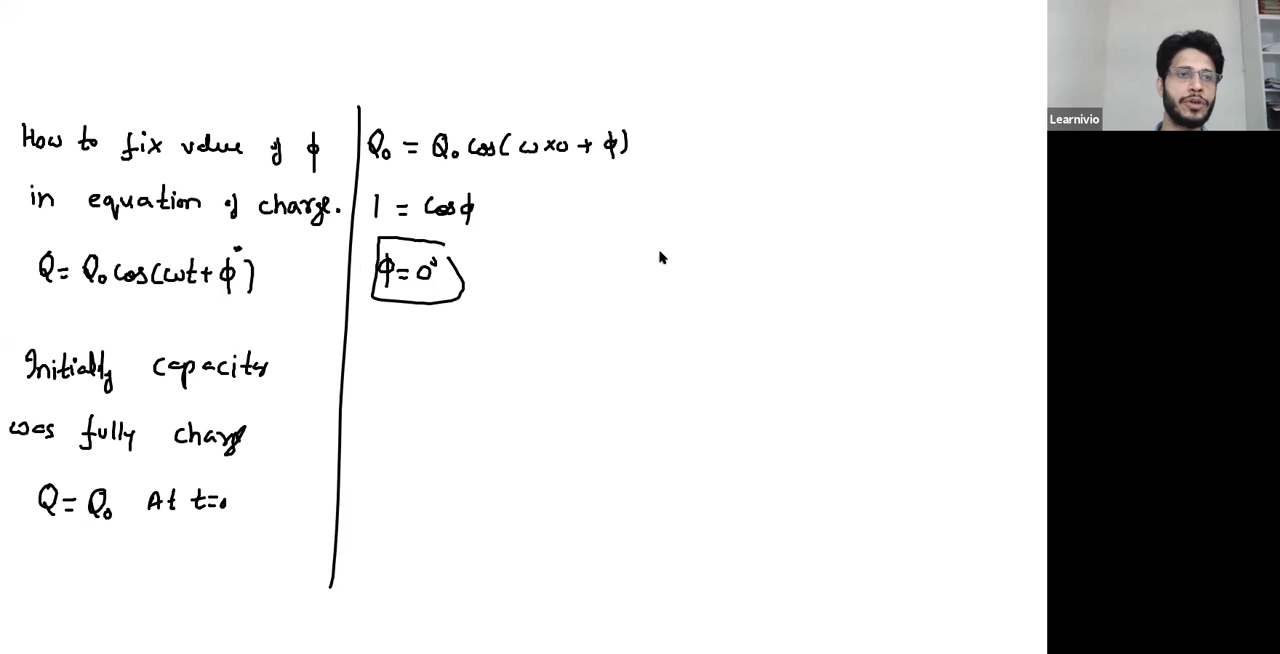 How to fix value of ϕ
in equation of charge.
Q = Q₀ cos(ωt + ϕ)
Initially capacitor
was fully charge
Q = Q₀ At t=0
Q₀ = Q₀ cos(ω×0 + ϕ)
1 = cosϕ
ϕ = 0°
Learnivio